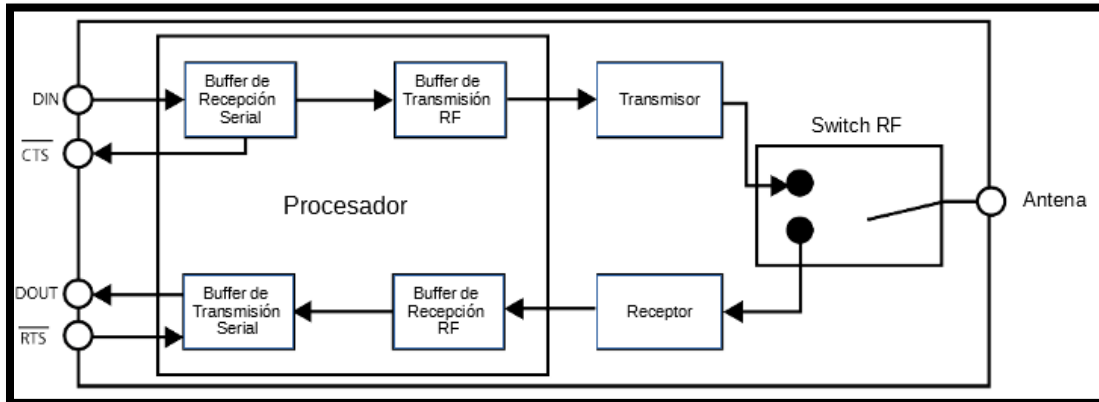 DIN
CTS
Buffer de
Recepción
Serial
Buffer de
Transmisión
RF
Transmisor
Switch RF
Antena
Procesador
DOUT
RTS
Buffer de
Transmisión
Serial
Buffer de
Recepción
RF
Receptor